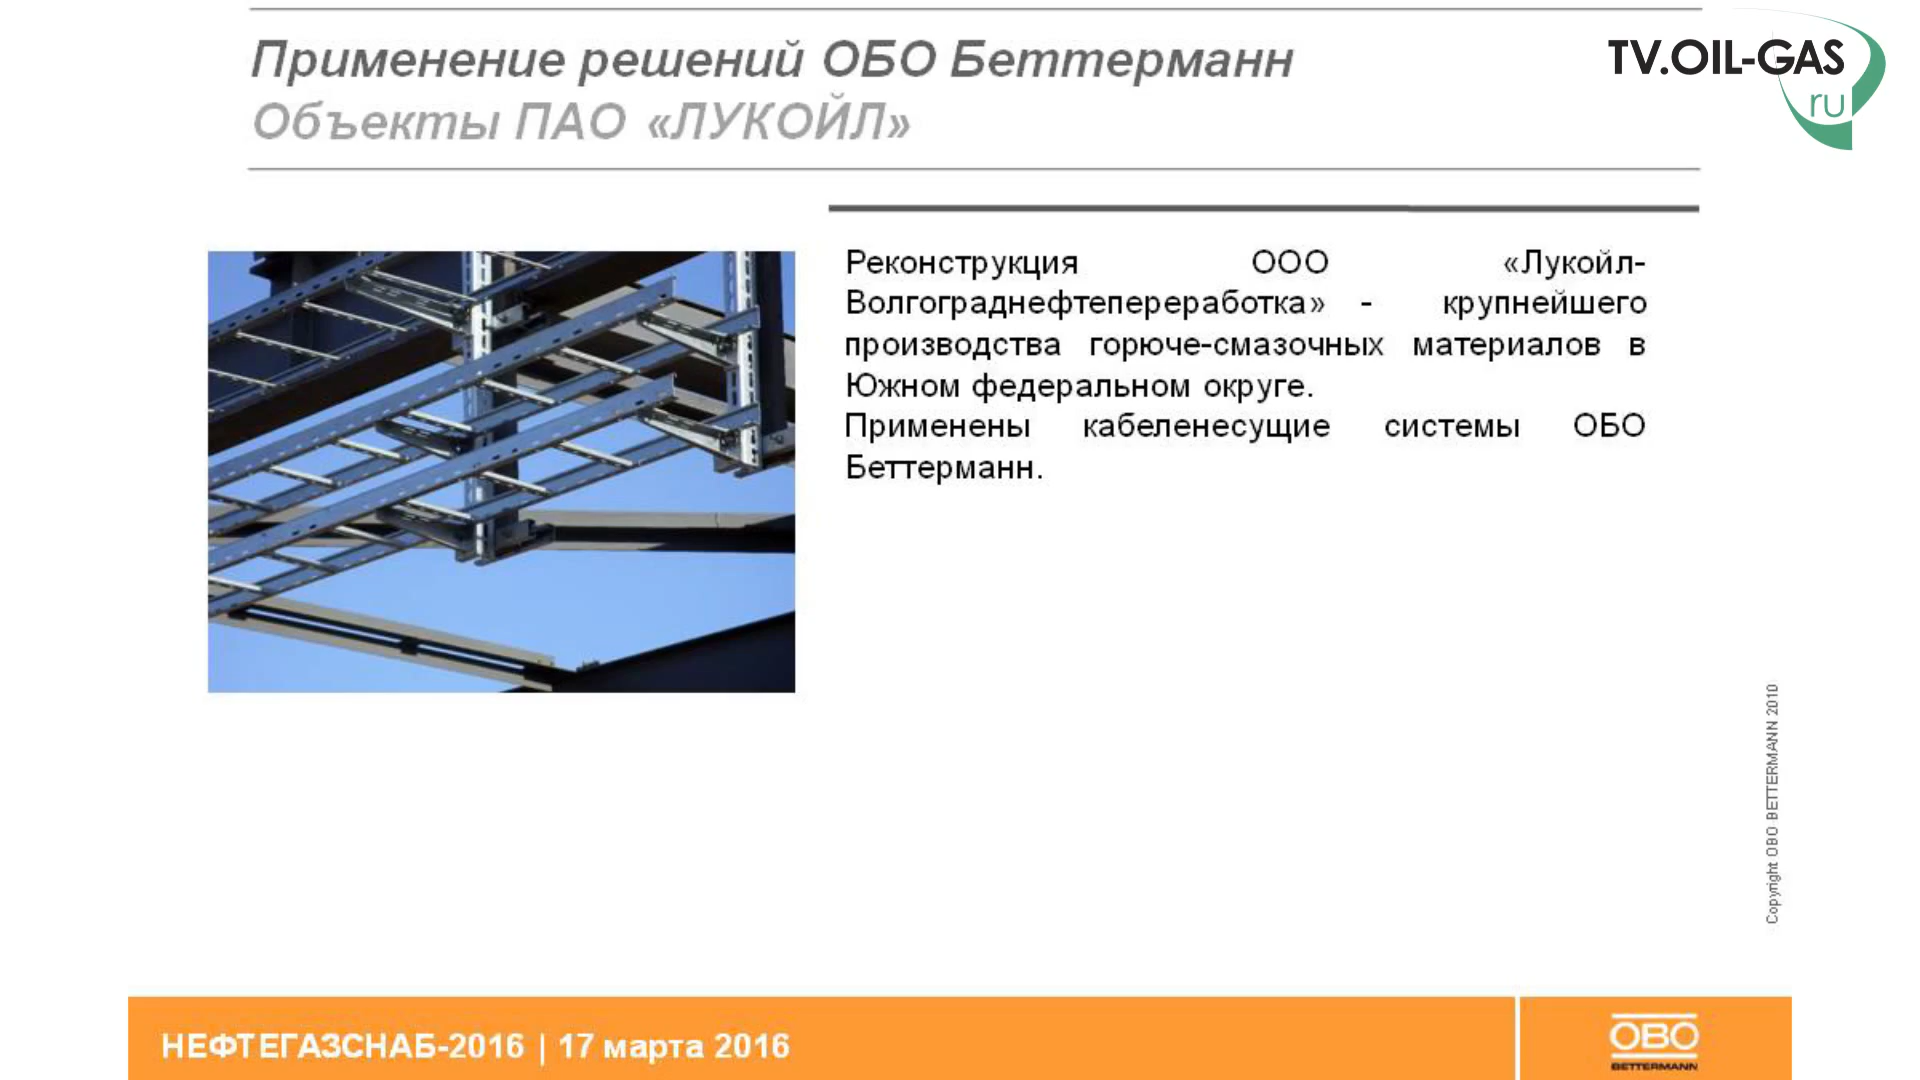 Применение решений ОБО Беттерманн
Объекты ПАО «ЛУКОЙЛ»
TV.OIL-GAS
ru
Реконструкция ООО «Лукойл-
Волгограднефтепереработка» - крупнейшего
производства горюче-смазочных материалов в
Южном федеральном округе.
Применены кабеленесущие системы ОБО
Беттерманн.
Copyright OBO BETTERMANN 2010
НЕФТЕГАЗСНАБ-2016 | 17 марта 2016
OBO
BETTERMANN